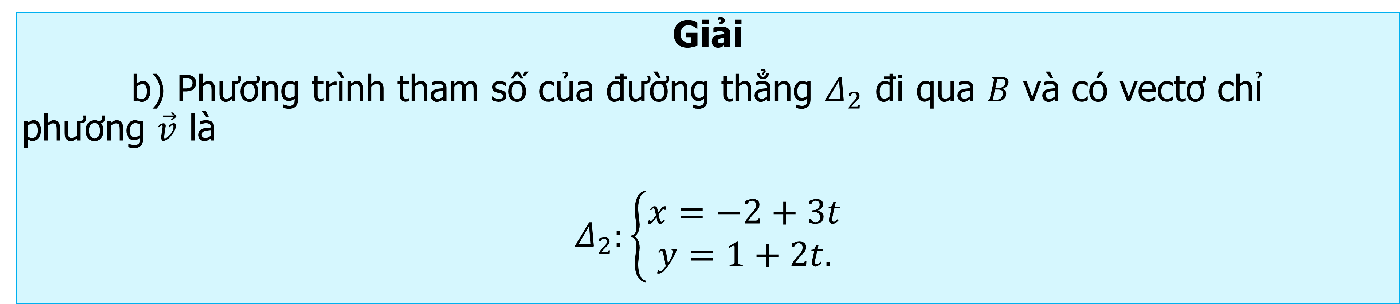 Giải
b) Phương trình tham số của đường thẳng Δ₂ đi qua B và có vectơ chỉ
phương v⃗ là
Δ₂: { x = −2 + 3t
y = 1 + 2t.